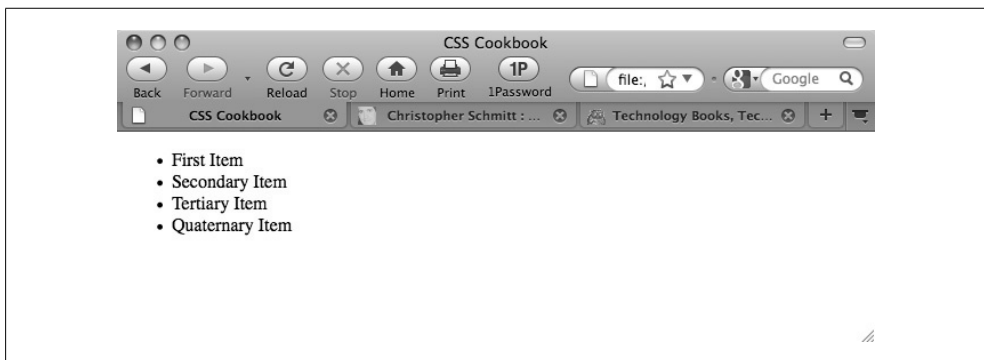 CSS Cookbook
1P
file:,
Google
Back Forward Reload Stop Home Print 1Password
CSS Cookbook Christopher Schmitt : ... Technology Books, Tec... +
• First Item
• Secondary Item
• Tertiary Item
• Quaternary Item